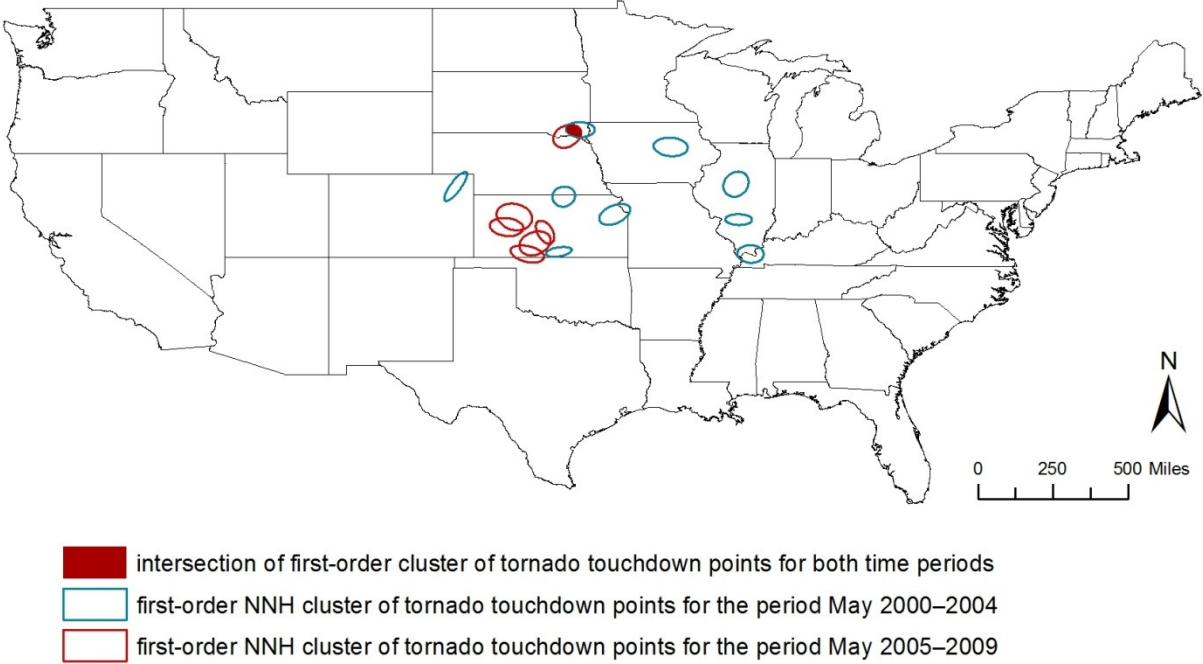 N
0 250 500 Miles
intersection of first-order cluster of tornado touchdown points for both time periods
first-order NNH cluster of tornado touchdown points for the period May 2000–2004
first-order NNH cluster of tornado touchdown points for the period May 2005–2009